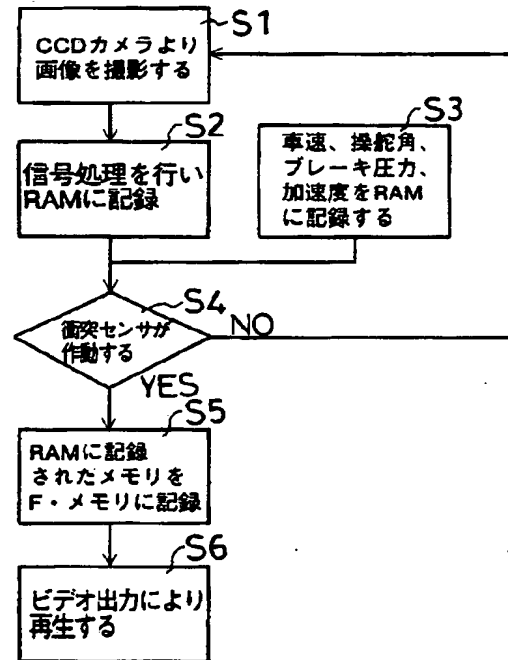 S1
CCDカメラより
画像を撮影する
S2
信号処理を行い
RAMに記録
S3
車速、操舵角、
ブレーキ圧力、
加速度をRAM
に記録する
S4
衝突センサが
作動する
NO
YES
S5
RAMに記録
されたメモリを
F・メモリに記録
S6
ビデオ出力により
再生する